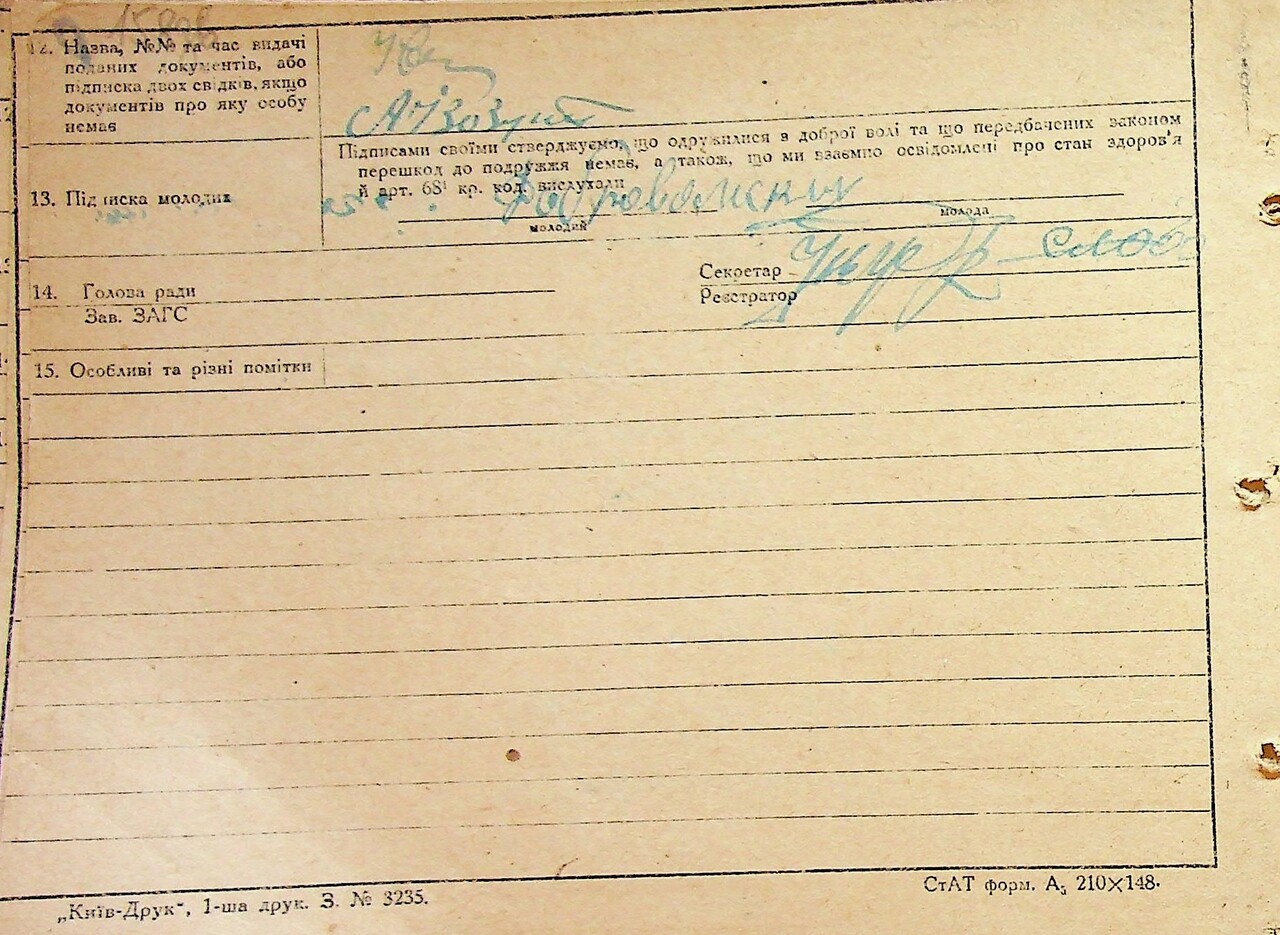 12. Назва, №№ та час видачі
поданих документів, або
підписка двох свідків, якщо
документів про яку особу
немає
Підписами своїми стверджуємо, що одружилися з доброї волі та що передбачених законом
перешкод до подружжя немає, а також, що ми взаємно освідомлені про стан здоров'я
й арт. 68¹ кр. код. вислухали
13. Підписка молодих
молодий
молода
Секретар
14. Голова ради
Реєстратор
Зав. ЗАГС
15. Особливі та різні помітки
СтАТ форм. А₅ 210×148.
„Київ-Друк“, 1-ша друк. З. № 3235.